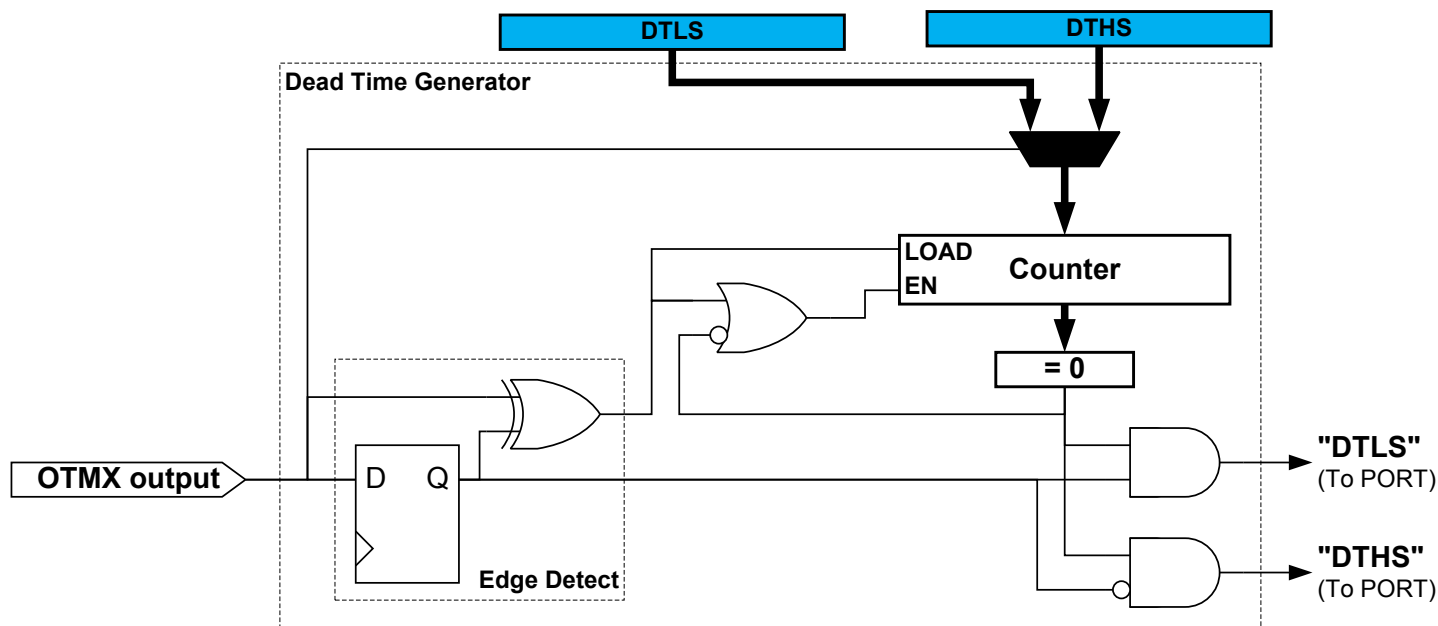 DTLS
DTHS
Dead Time Generator
LOAD
Counter
EN
= 0
OTMX output
D Q
Edge Detect
"DTLS"
(To PORT)
"DTHS"
(To PORT)